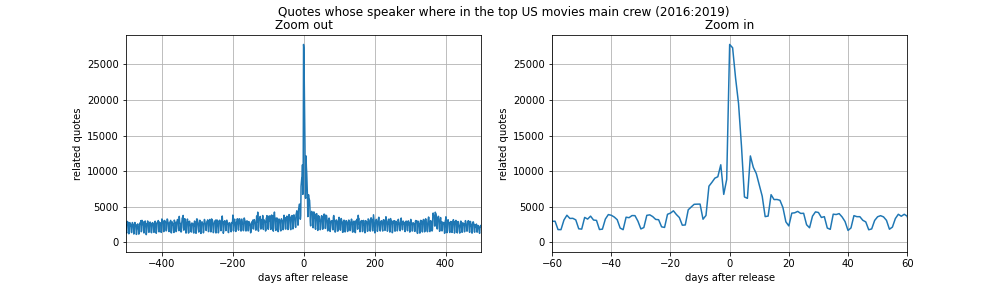 Quotes whose speaker where in the top US movies main crew (2016:2019)
Zoom out
Zoom in
related quotes
25000
20000
15000
10000
5000
0
−400 −200 0 200 400
days after release
related quotes
25000
20000
15000
10000
5000
0
−60 −40 −20 0 20 40 60
days after release